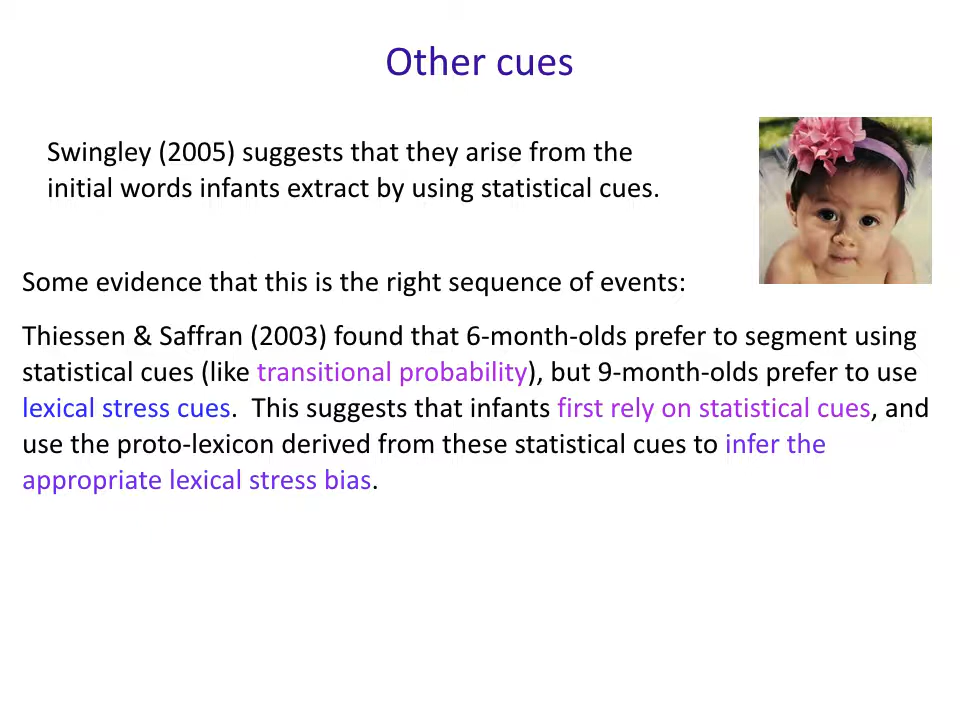 Other cues
Swingley (2005) suggests that they arise from the
initial words infants extract by using statistical cues.
Some evidence that this is the right sequence of events:
Thiessen & Saffran (2003) found that 6-month-olds prefer to segment using
statistical cues (like transitional probability), but 9-month-olds prefer to use
lexical stress cues.  This suggests that infants first rely on statistical cues, and
use the proto-lexicon derived from these statistical cues to infer the
appropriate lexical stress bias.